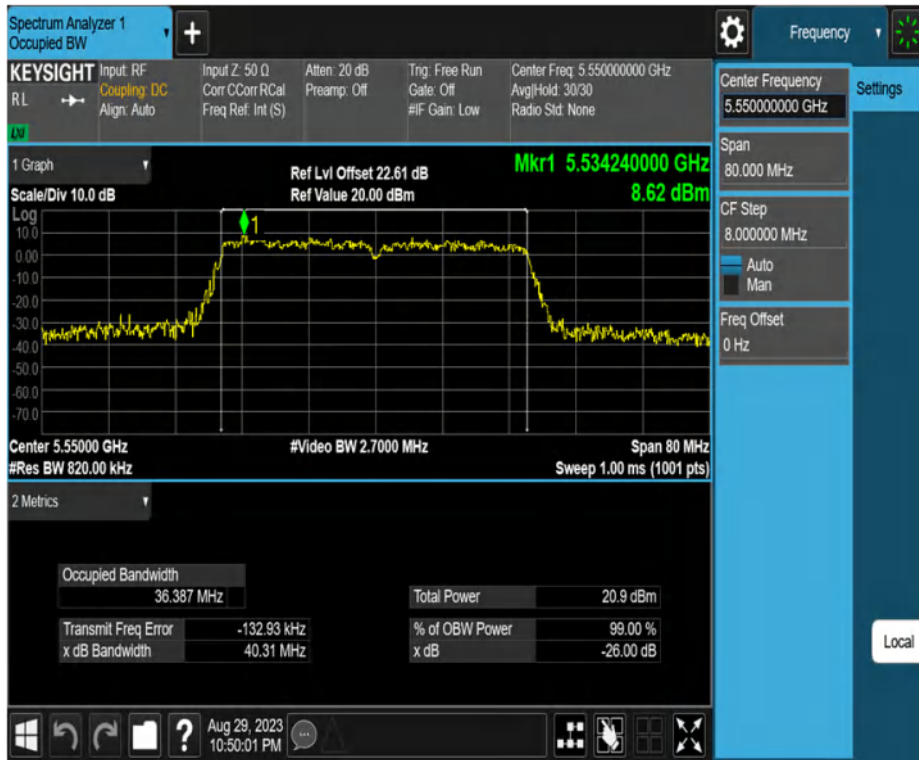 Spectrum Analyzer 1
Occupied BW
+
Frequency
KEYSIGHT
RL
LXI
Input: RF
Coupling: DC
Align: Auto
Input Z: 50 Ω
Corr CCorr RCal
Freq Ref: Int (S)
Atten: 20 dB
Preamp: Off
Trig: Free Run
Gate: Off
#IF Gain: Low
Center Freq: 5.550000000 GHz
Avg|Hold: 30/30
Radio Std: None
Center Frequency
5.550000000 GHz
Settings
Span
80.000 MHz
CF Step
8.000000 MHz
Auto
Man
Freq Offset
0 Hz
Local
1 Graph
Scale/Div 10.0 dB
Ref Lvl Offset 22.61 dB
Ref Value 20.00 dBm
Mkr1 5.534240000 GHz
8.62 dBm
Log
1
10.0
0.00
-10.0
-20.0
-30.0
-40.0
-50.0
-60.0
-70.0
Center 5.55000 GHz
#Res BW 820.00 kHz
#Video BW 2.7000 MHz
Span 80 MHz
Sweep 1.00 ms (1001 pts)
2 Metrics
Occupied Bandwidth
36.387 MHz
Total Power 20.9 dBm
Transmit Freq Error -132.93 kHz
% of OBW Power 99.00 %
x dB Bandwidth 40.31 MHz
x dB -26.00 dB
?
Aug 29, 2023
10:50:01 PM